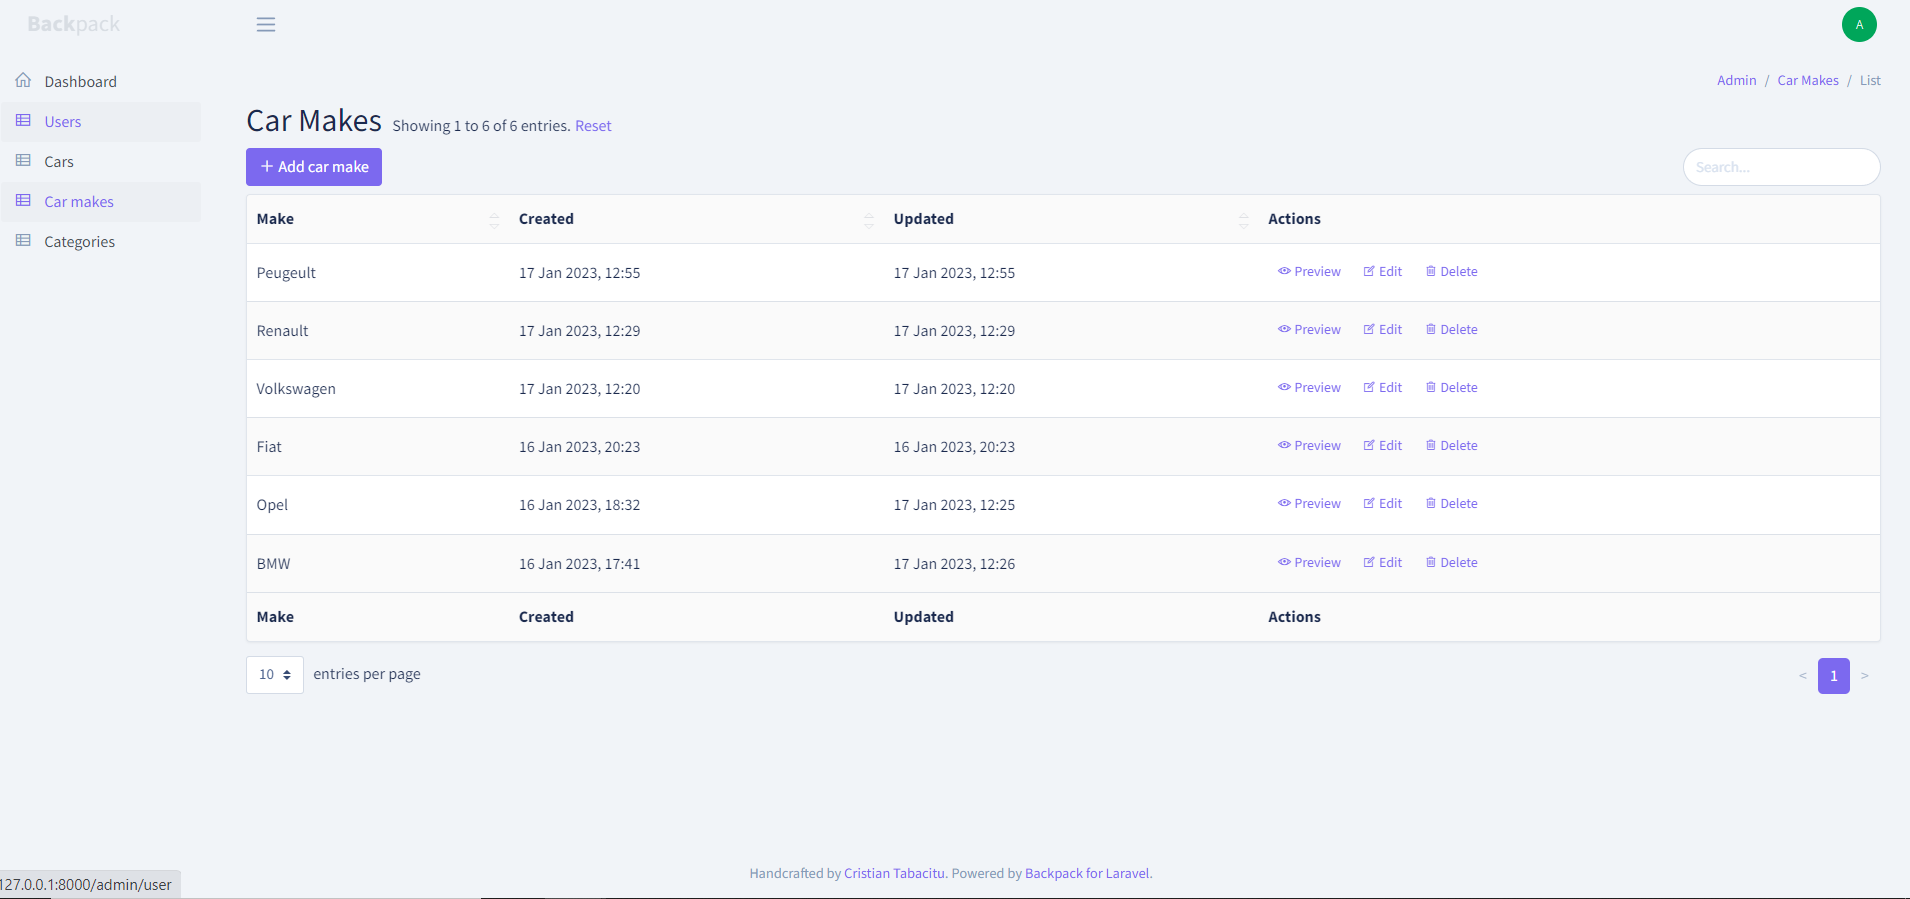 Backpack
A
Dashboard
Users
Cars
Car makes
Categories
Admin / Car Makes / List
Car Makes Showing 1 to 6 of 6 entries. Reset
+ Add car make
Search...
Make Created Updated Actions
Peugeult 17 Jan 2023, 12:55 17 Jan 2023, 12:55 Preview Edit Delete
Renault 17 Jan 2023, 12:29 17 Jan 2023, 12:29 Preview Edit Delete
Volkswagen 17 Jan 2023, 12:20 17 Jan 2023, 12:20 Preview Edit Delete
Fiat 16 Jan 2023, 20:23 16 Jan 2023, 20:23 Preview Edit Delete
Opel 16 Jan 2023, 18:32 17 Jan 2023, 12:25 Preview Edit Delete
BMW 16 Jan 2023, 17:41 17 Jan 2023, 12:26 Preview Edit Delete
Make Created Updated Actions
10 entries per page
< 1 >
Handcrafted by Cristian Tabacitu. Powered by Backpack for Laravel.
127.0.0.1:8000/admin/user